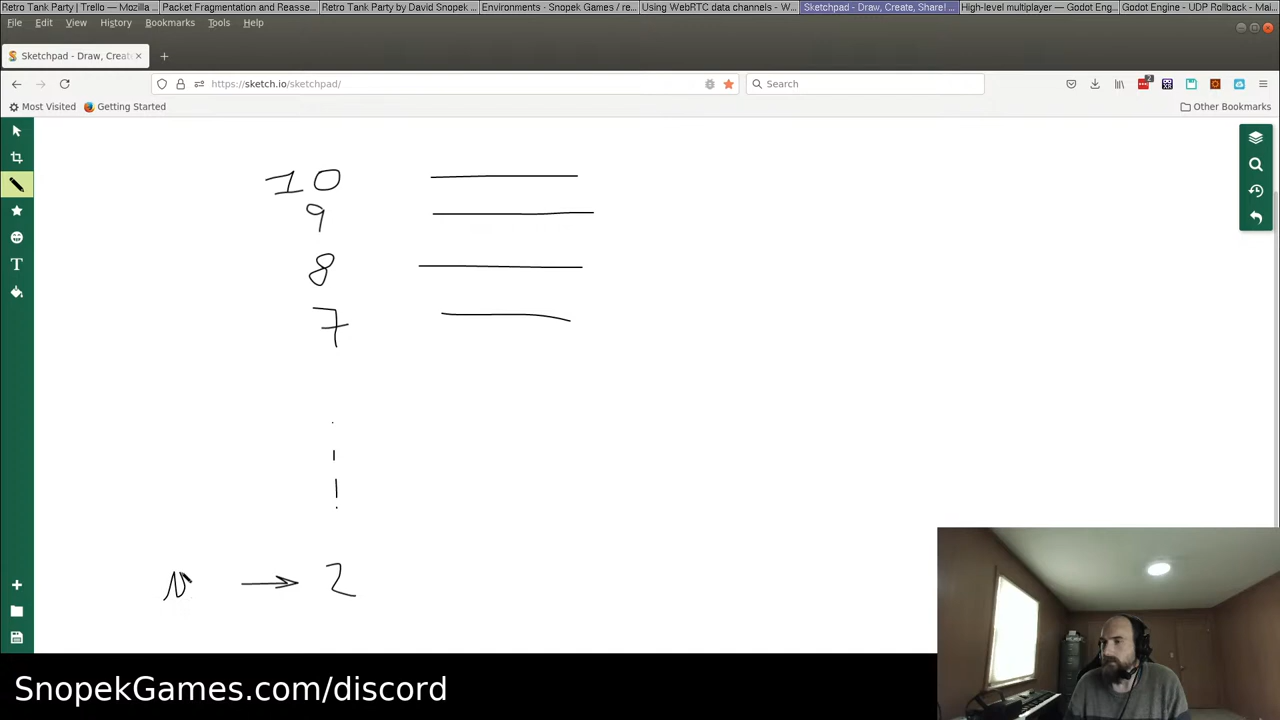 Retro Tank Party | Trello — Mozilla ... Packet Fragmentation and Reasse... Retro Tank Party by David Snopek ... Environments · Snopek Games / re... Using WebRTC data channels - W... Sketchpad - Draw, Create, Share! ... High-level multiplayer — Godot Eng... Godot Engine - UDP Rollback - Mai...
File Edit View History Bookmarks Tools Help
Sketchpad - Draw, Creat
https://sketch.io/sketchpad/ Search 2
Most Visited Getting Started Other Bookmarks
10
9
8
7
→ 2
SnopekGames.com/discord